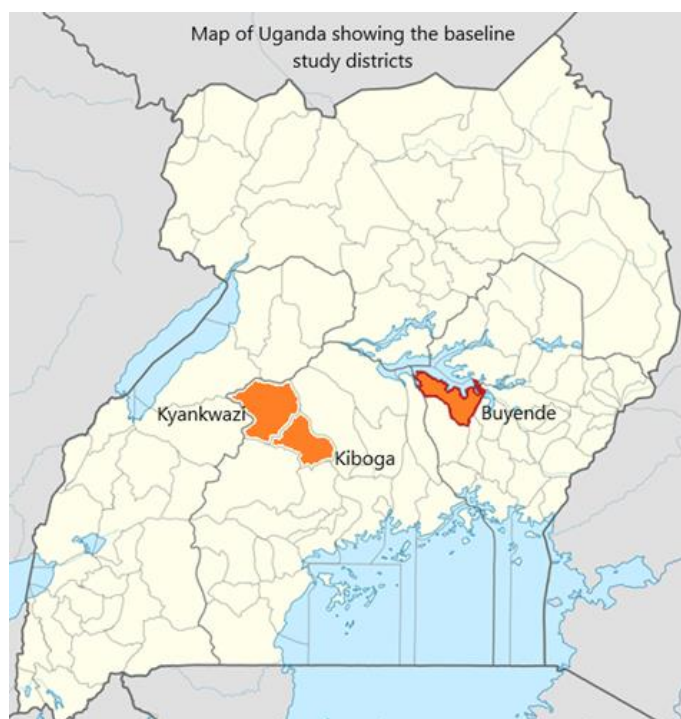 Map of Uganda showing the baseline
study districts
Kyankwazi
Buyende
Kiboga